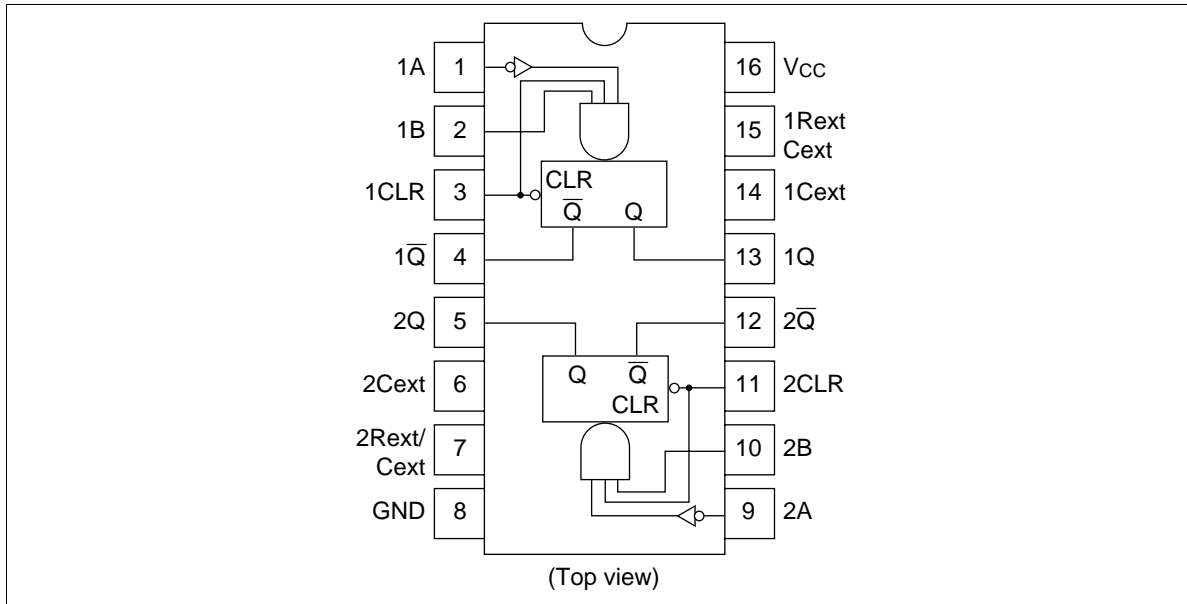 1A 1
1B 2
1CLR 3
1Q̅ 4
2Q 5
2Cext 6
2Rext/
Cext 7
GND 8
16 VCC
15 1Rext
Cext
14 1Cext
13 1Q
12 2Q̅
11 2CLR
10 2B
9 2A
CLR
Q̅ Q
Q Q̅
CLR
(Top view)